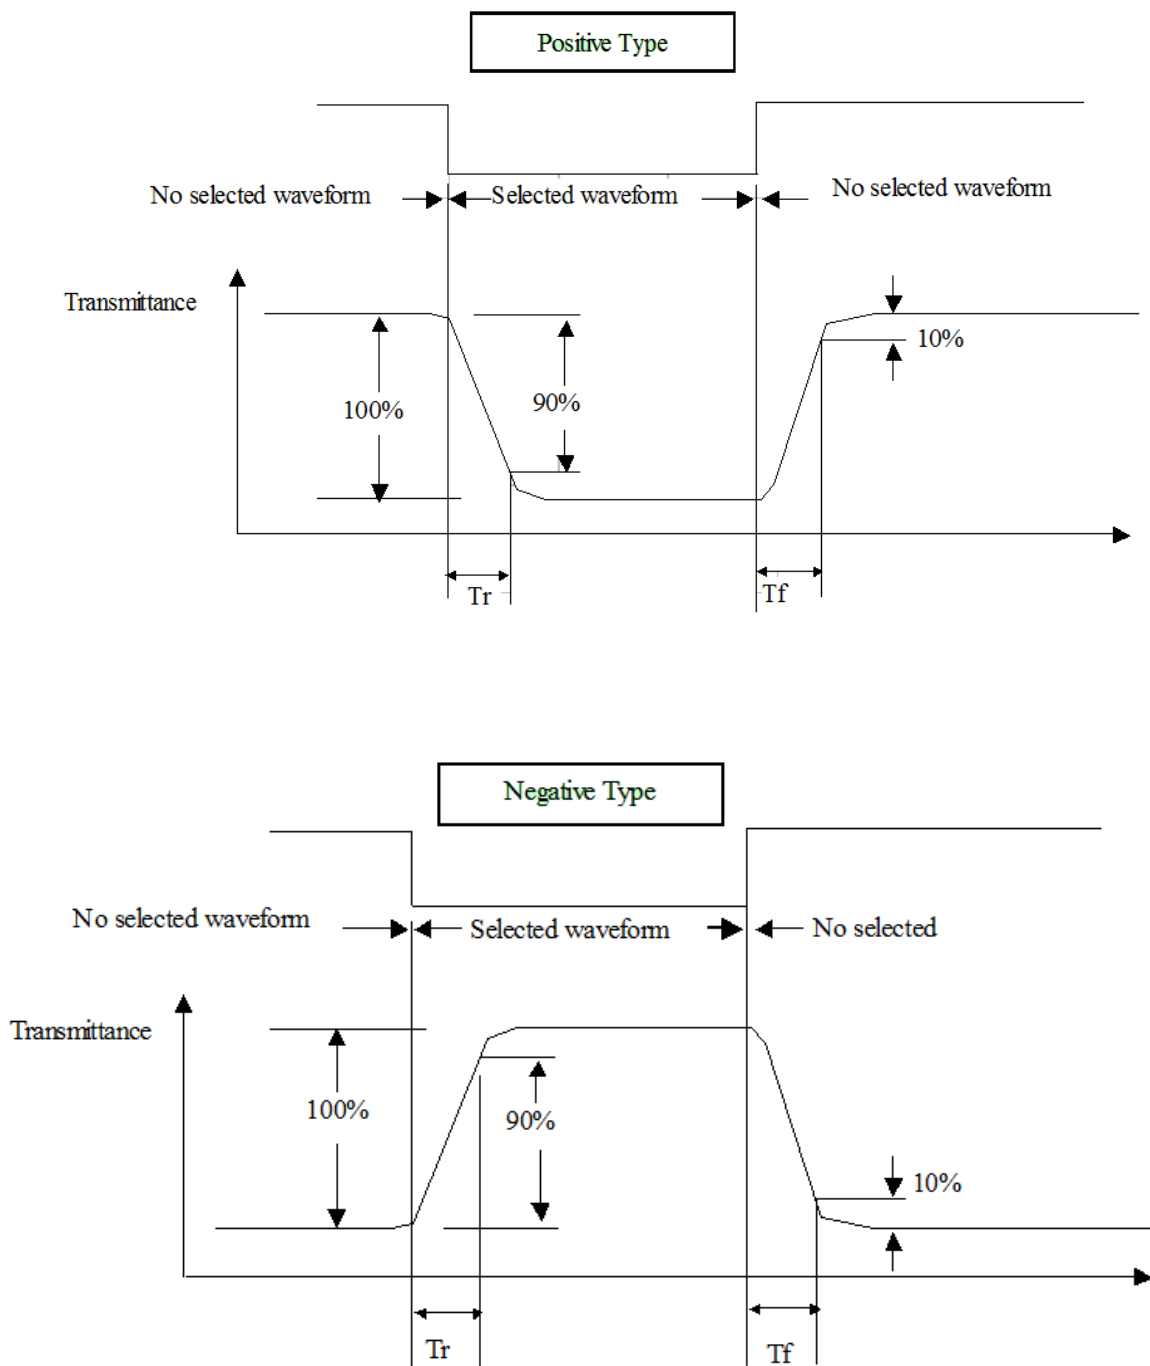 Positive Type
No selected waveform
Selected waveform
No selected waveform
Transmittance
10%
90%
100%
Tr
Tf
Negative Type
No selected waveform
Selected waveform
No selected
Transmittance
100%
90%
10%
Tr
Tf